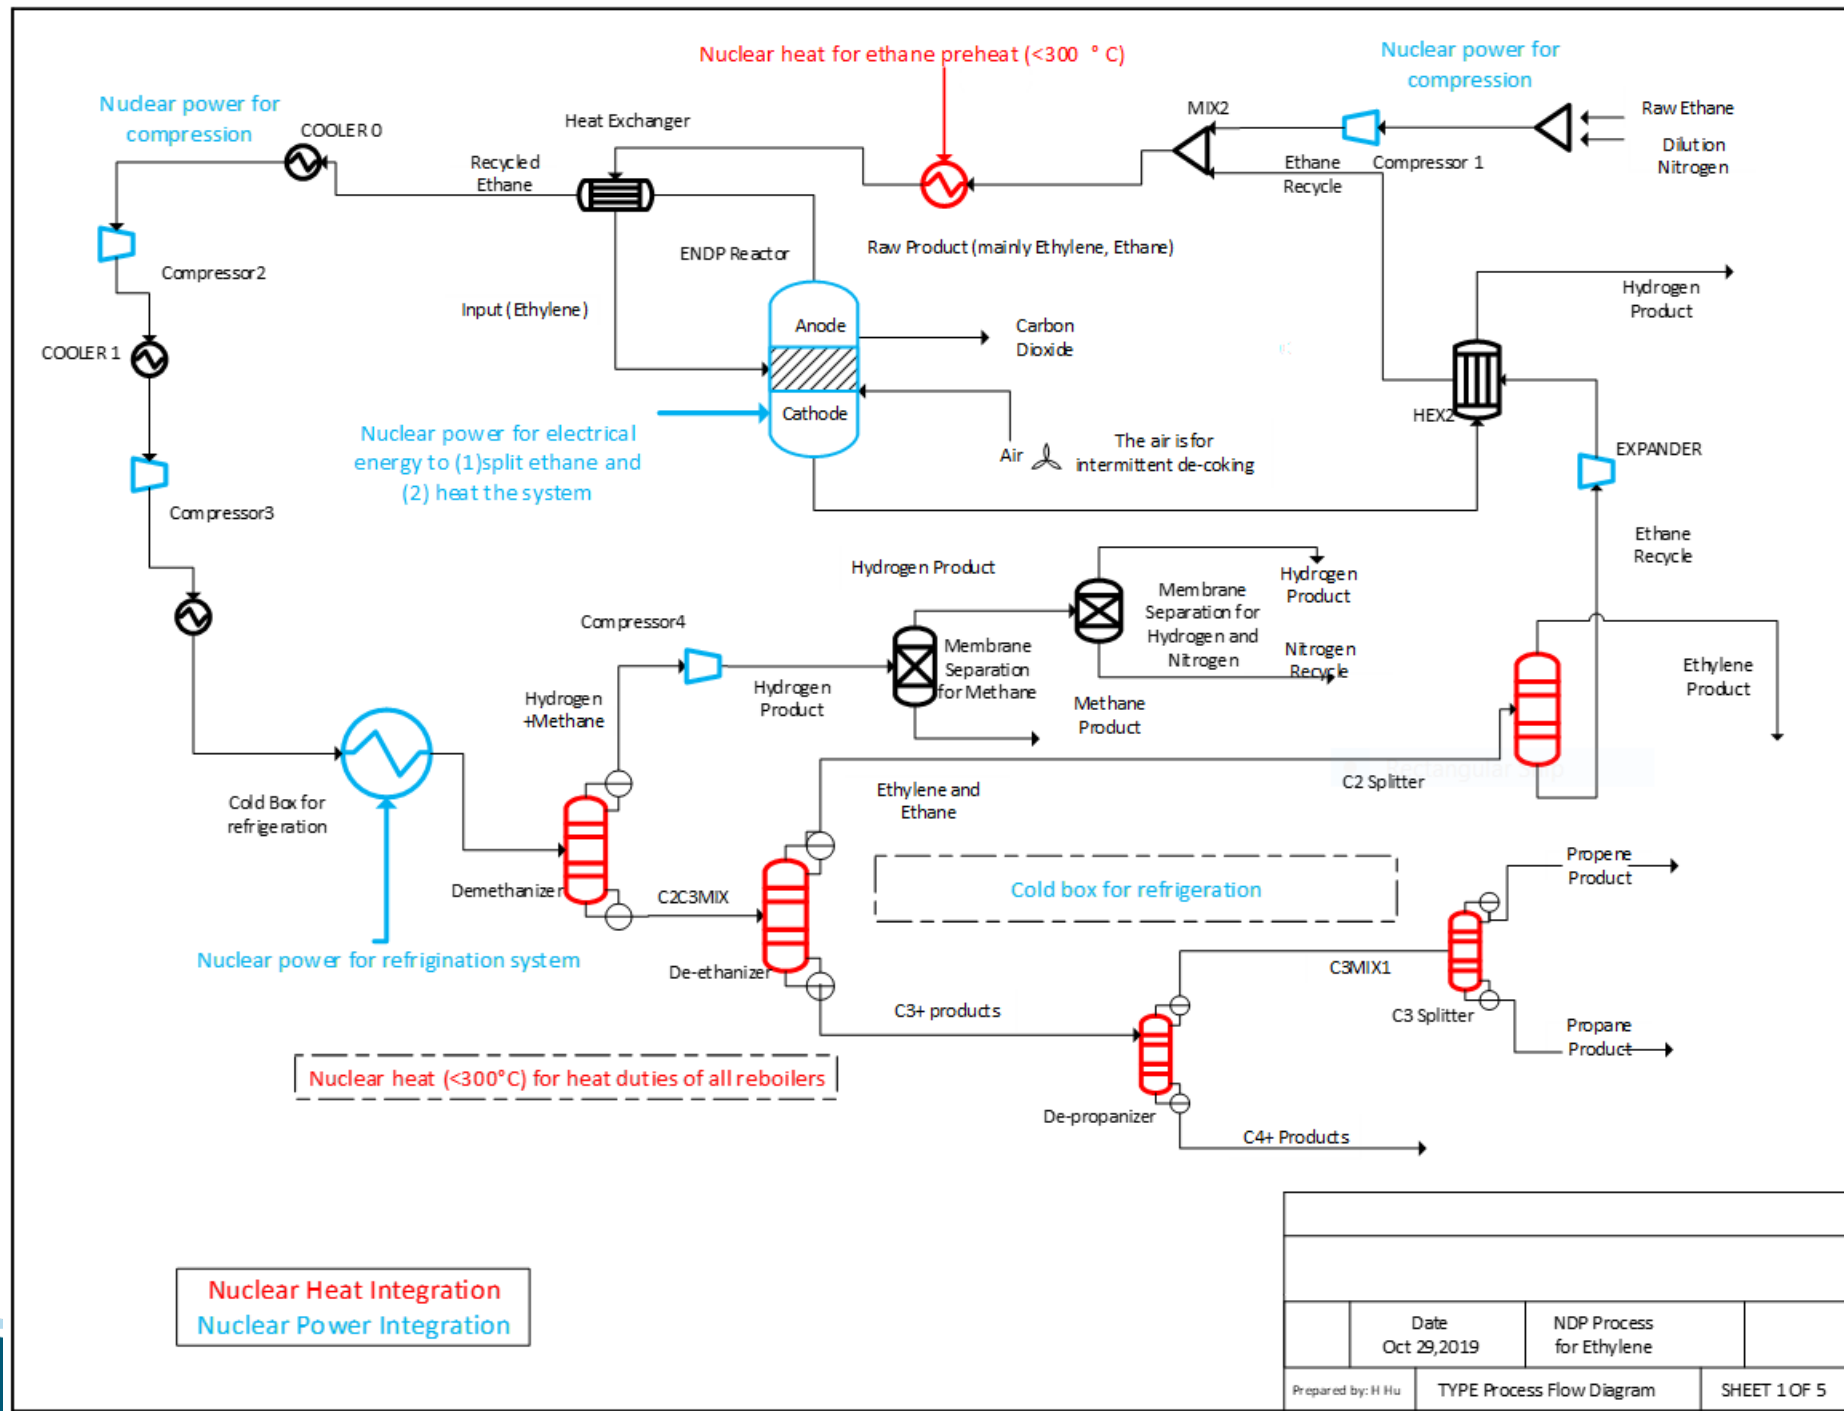 Nuclear heat for ethane preheat (<300 ° C)
Nuclear power for
compression
Nuclear power for
compression
COOLER 0
Heat Exchanger
MIX2
Raw Ethane
Dilution
Nitrogen
Recycled
Ethane
Ethane
Recycle
Compressor 1
ENDP Reactor
Raw Product (mainly Ethylene, Ethane)
Compressor2
Hydrogen
Product
Input (Ethylene)
Anode
Carbon
Dioxide
COOLER 1
Cathode
HEX2
Nuclear power for electrical
energy to (1)split ethane and
(2) heat the system
Air
The air is for
intermittent de-coking
EXPANDER
Compressor3
Ethane
Recycle
Hydrogen Product
Hydrogen
Product
Membrane
Separation for
Hydrogen and
Nitrogen
Compressor4
Membrane
Separation
for Methane
Nitrogen
Recycle
Ethylene
Product
Hydrogen
+Methane
Hydrogen
Product
Methane
Product
Rectangular Snip
C2 Splitter
Cold Box for
refrigeration
Ethylene and
Ethane
Demethanizer
C2C3MIX
Cold box for refrigeration
Propene
Product
Nuclear power for refrigination system
De-ethanizer
C3MIX1
C3+ products
C3 Splitter
Propane
Product
Nuclear heat (<300°C) for heat duties of all reboilers
De-propanizer
C4+ Products
Nuclear Heat Integration
Nuclear Power Integration
Date
Oct 29,2019
NDP Process
for Ethylene
Prepared by: H Hu
TYPE Process Flow Diagram
SHEET 1 OF 5